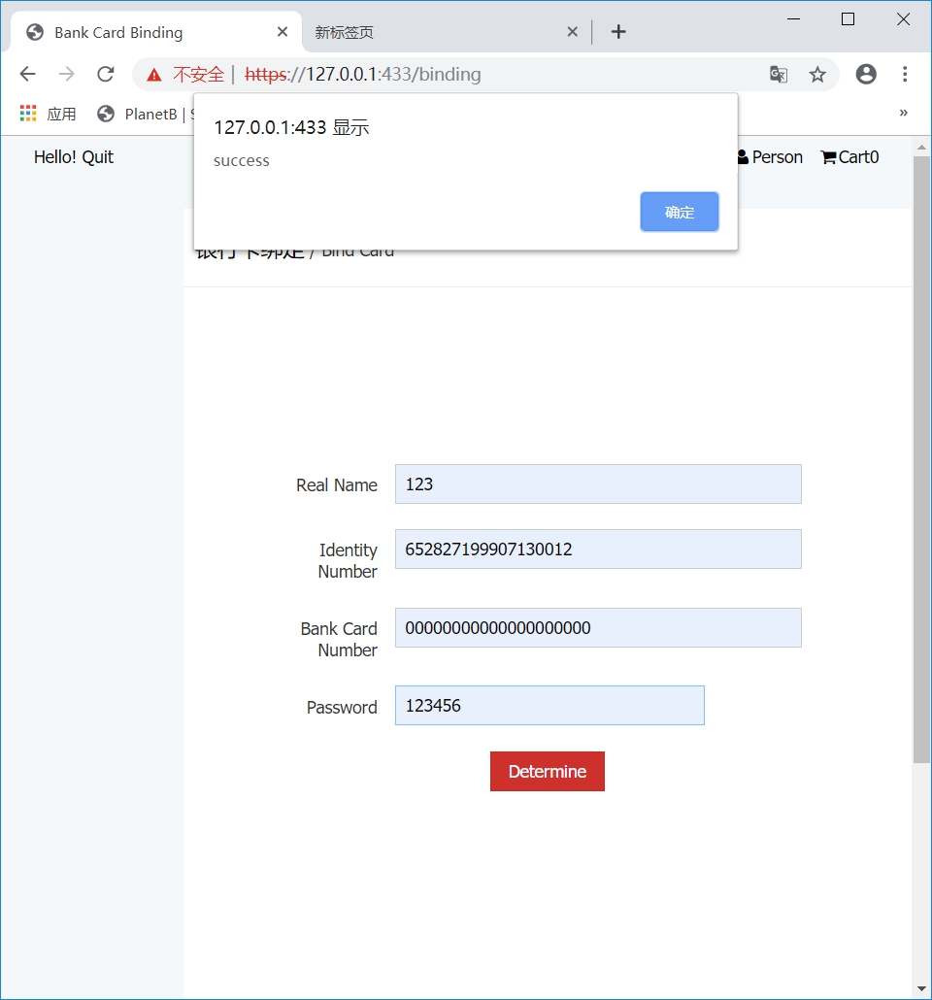 Bank Card Binding
新标签页
不安全 | https://127.0.0.1:433/binding
应用 PlanetB |
127.0.0.1:433 显示
success
确定
Hello! Quit
Person Cart0
银行卡绑定 / Bind Card
Real Name 123
Identity
Number
652827199907130012
Bank Card
Number
0000000000000000000
Password 123456
Determine